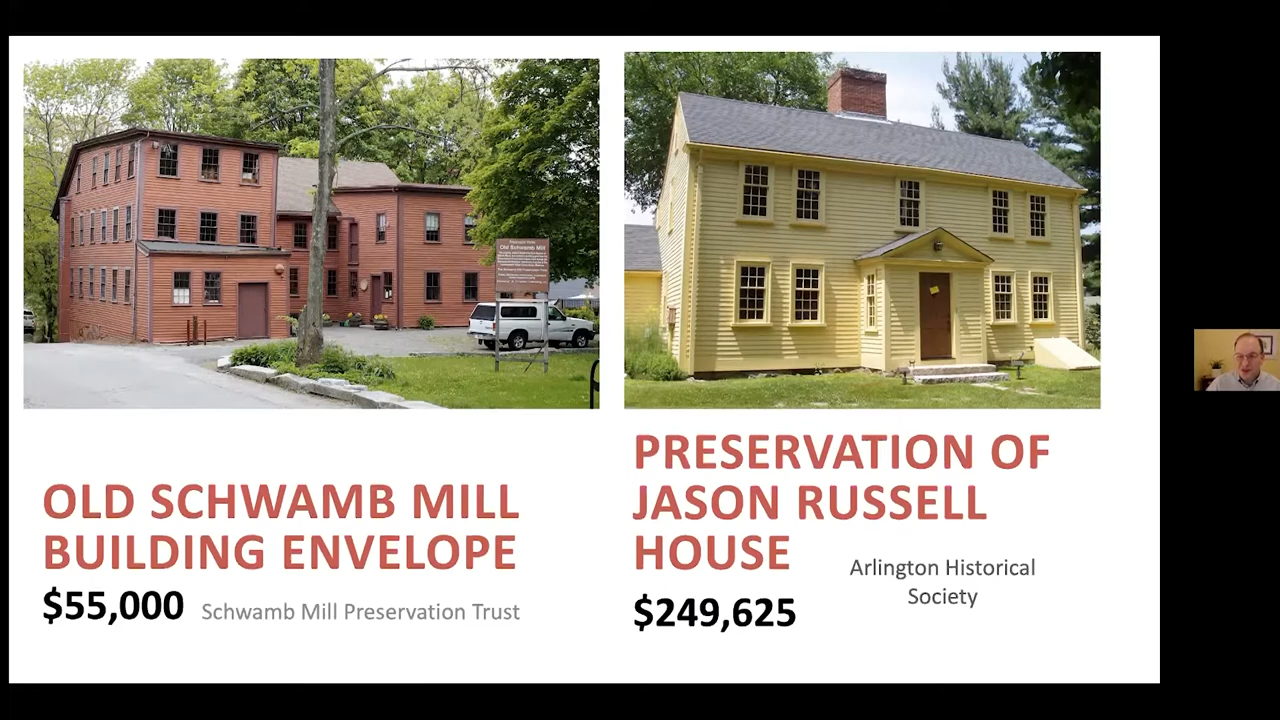 Old Schwamb Mill
OLD SCHWAMB MILL
BUILDING ENVELOPE
$55,000 Schwamb Mill Preservation Trust
PRESERVATION OF
JASON RUSSELL
HOUSE
Arlington Historical
Society
$249,625